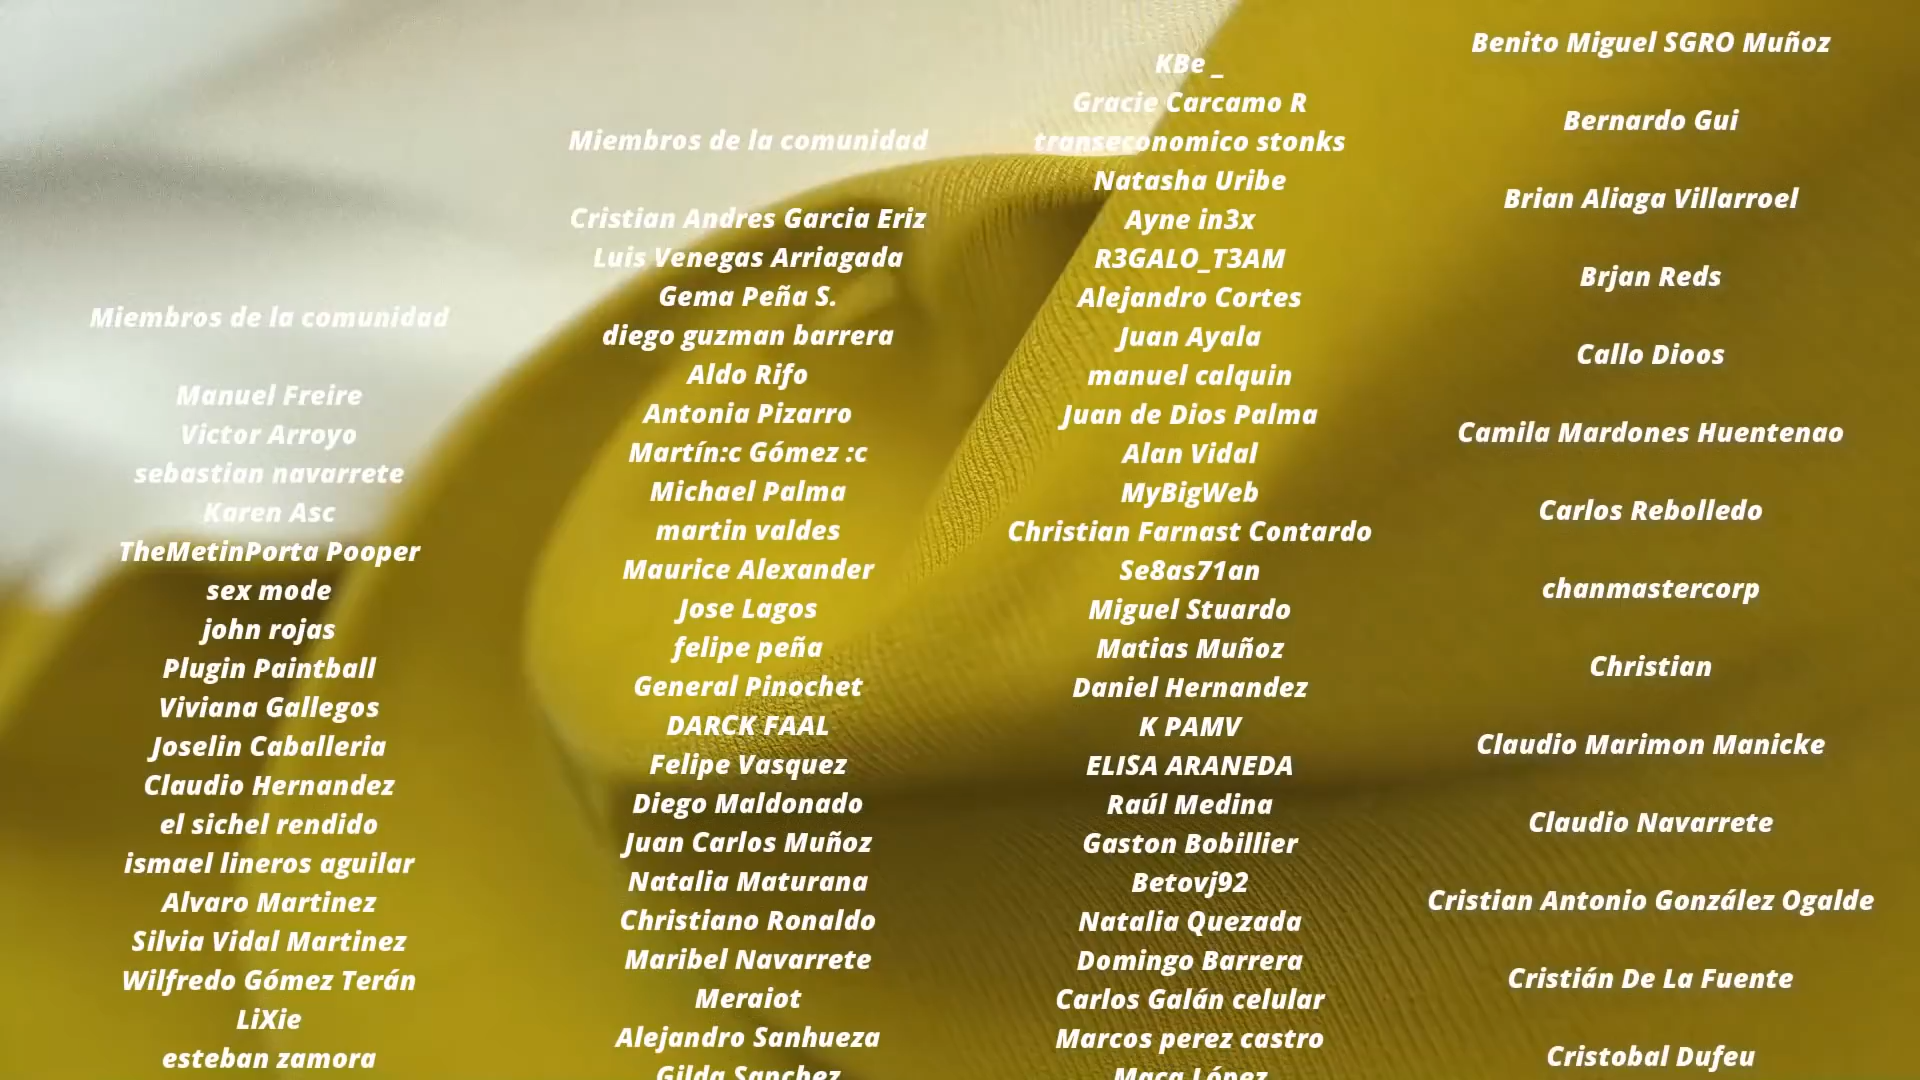 Miembros de la comunidad
Manuel Freire
Victor Arroyo
sebastian navarrete
Karen Asc
TheMetinPorta Pooper
sex mode
john rojas
Plugin Paintball
Viviana Gallegos
Joselin Caballeria
Claudio Hernandez
el sichel rendido
ismael lineros aguilar
Alvaro Martinez
Silvia Vidal Martinez
Wilfredo Gómez Terán
LiXie
esteban zamora
Miembros de la comunidad
Cristian Andres Garcia Eriz
Luis Venegas Arriagada
Gema Peña S.
diego guzman barrera
Aldo Rifo
Antonia Pizarro
Martín:c Gómez :c
Michael Palma
martin valdes
Maurice Alexander
Jose Lagos
felipe peña
General Pinochet
DARCK FAAL
Felipe Vasquez
Diego Maldonado
Juan Carlos Muñoz
Natalia Maturana
Christiano Ronaldo
Maribel Navarrete
Meraiot
Alejandro Sanhueza
Gilda Sanchez
KBe _
Gracie Carcamo R
transeconomico stonks
Natasha Uribe
Ayne in3x
R3GALO_T3AM
Alejandro Cortes
Juan Ayala
manuel calquin
Juan de Dios Palma
Alan Vidal
MyBigWeb
Christian Farnast Contardo
Se8as71an
Miguel Stuardo
Matias Muñoz
Daniel Hernandez
K PAMV
ELISA ARANEDA
Raúl Medina
Gaston Bobillier
Betovj92
Natalia Quezada
Domingo Barrera
Carlos Galán celular
Marcos perez castro
Maca López
Benito Miguel SGRO Muñoz
Bernardo Gui
Brian Aliaga Villarroel
Brjan Reds
Callo Dioos
Camila Mardones Huentenao
Carlos Rebolledo
chanmastercorp
Christian
Claudio Marimon Manicke
Claudio Navarrete
Cristian Antonio González Ogalde
Cristián De La Fuente
Cristobal Dufeu